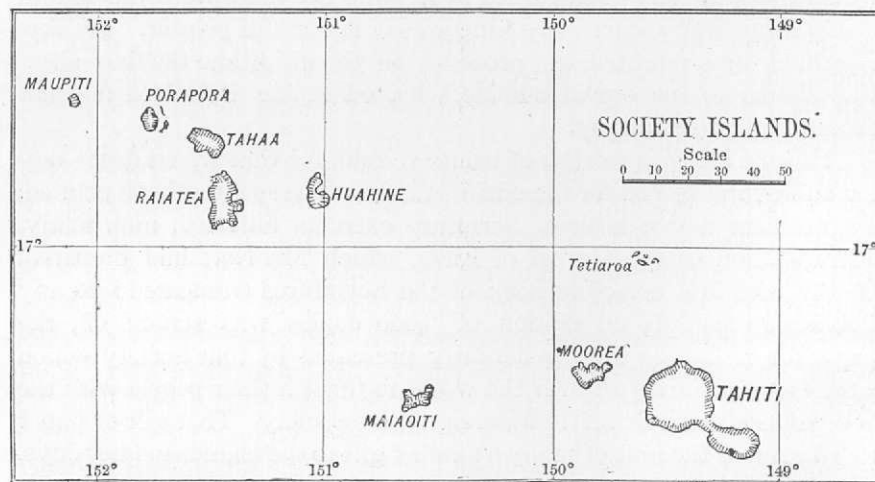 152°
151°
150°
149°
MAUPITI
PORAPORA
TAHAA
SOCIETY ISLANDS.
Scale
0 10 20 30 40 50
RAIATEA
HUAHINE
17°
17°
Tetiaroa
"MOOREA"
TAHITI
MAIAOITI
152°
151°
150°
149°